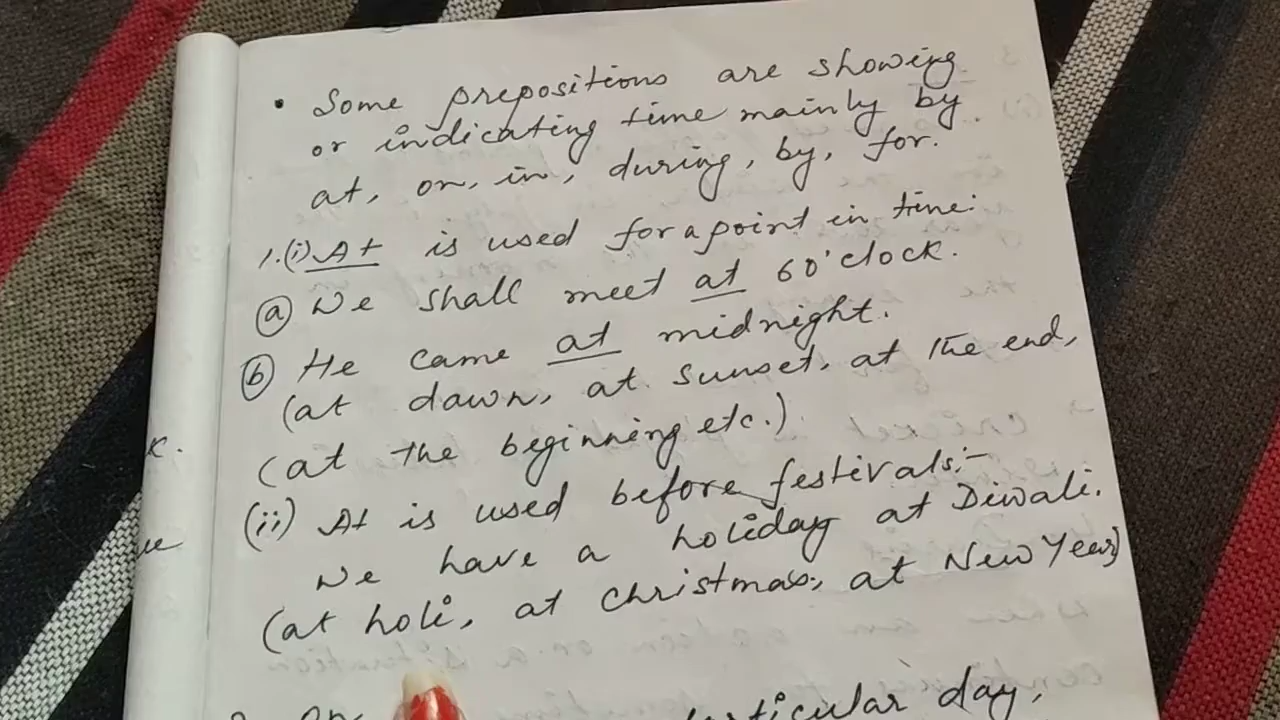 • Some prepositions are showing
or indicating time mainly by
at, on, in, during, by, for.
1.(i) At is used for a point in time:
(a) We shall meet at 6 O'clock.
(b) He came at midnight.
(at dawn, at sunset, at the end,
(at the beginning etc.)
(ii) At is used before festivals:-
We have a holiday at Diwali.
(at holi, at christmas, at New Year)
on day,